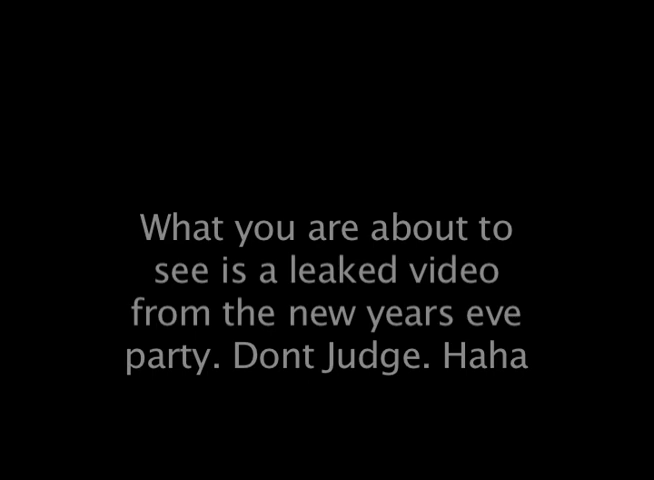 What you are about to
see is a leaked video
from the new years eve
party. Dont Judge. Haha